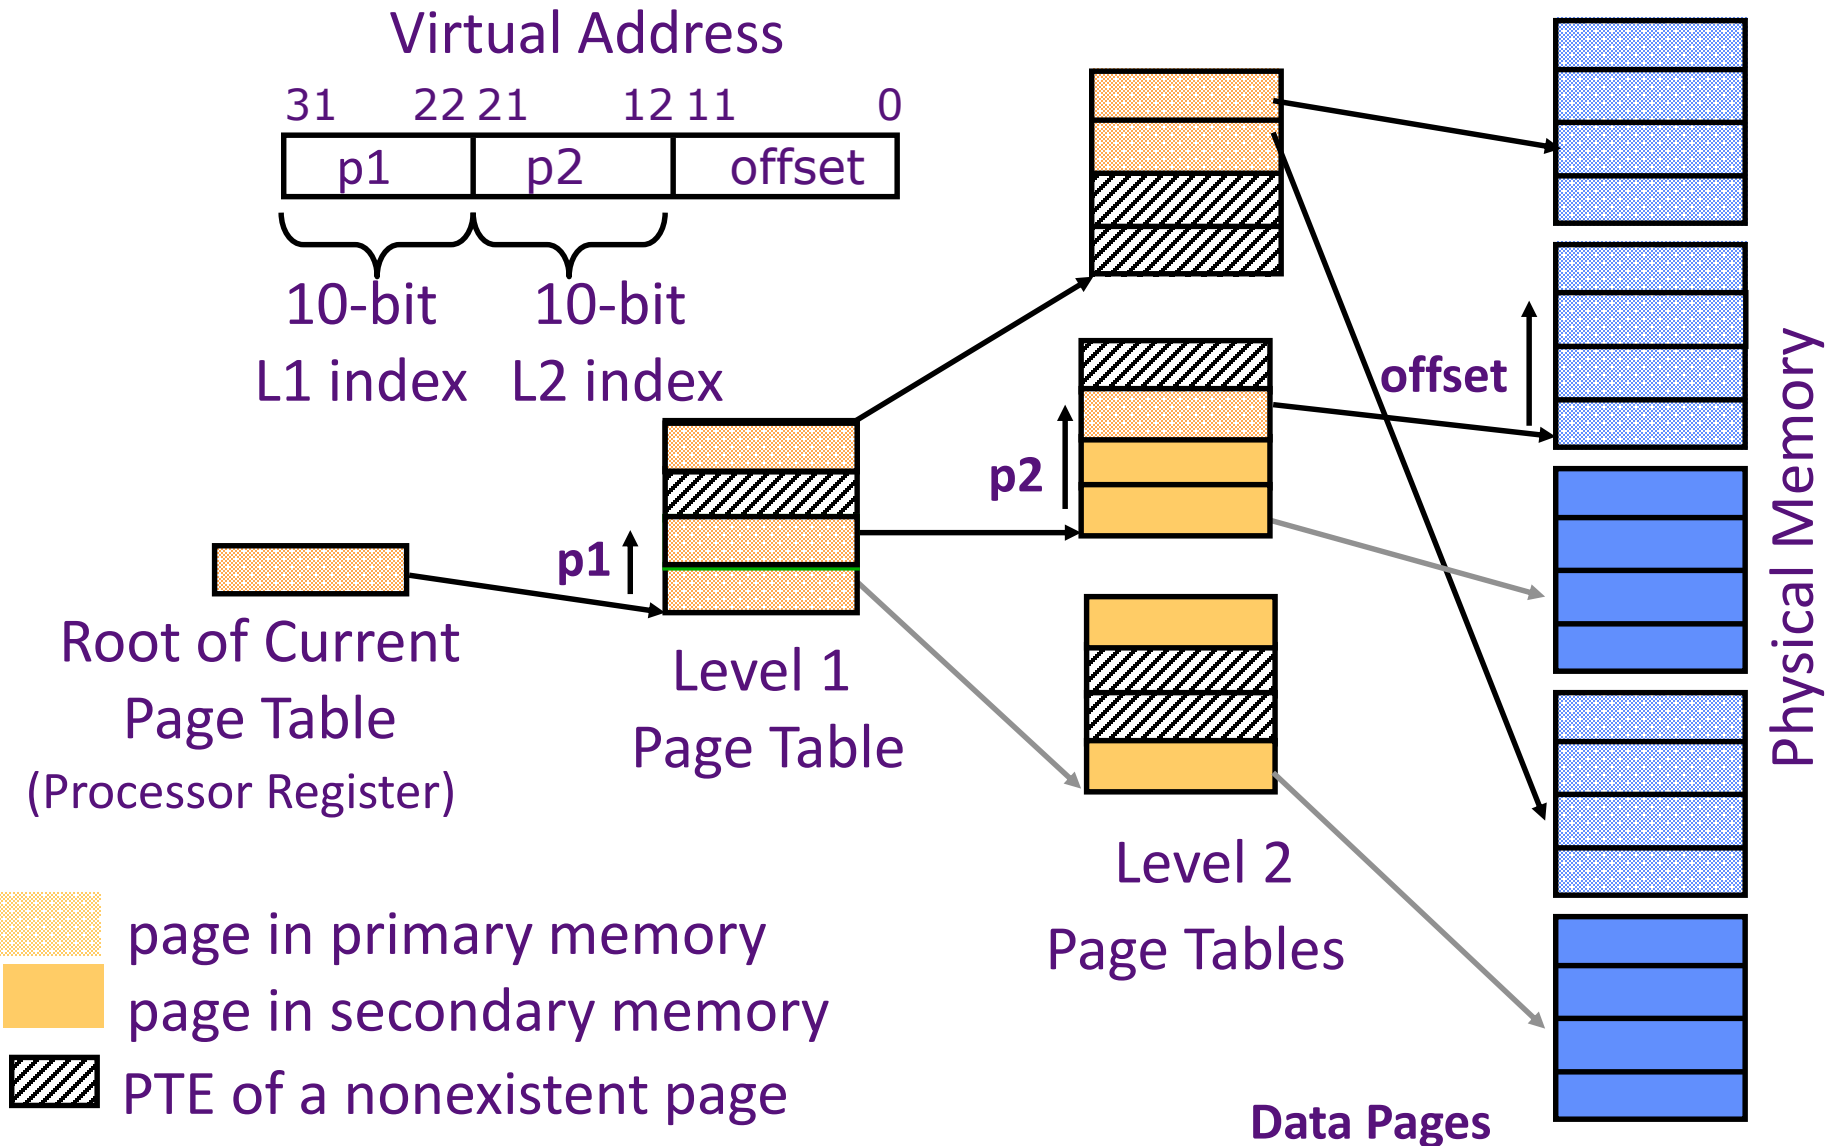 Virtual Address
31 22 21 12 11 0
p1 p2 offset
10-bit 10-bit
L1 index L2 index
offset
p2
p1
Root of Current
Page Table
(Processor Register)
Level 1
Page Table
Level 2
Page Tables
Physical Memory
page in primary memory
page in secondary memory
PTE of a nonexistent page
Data Pages